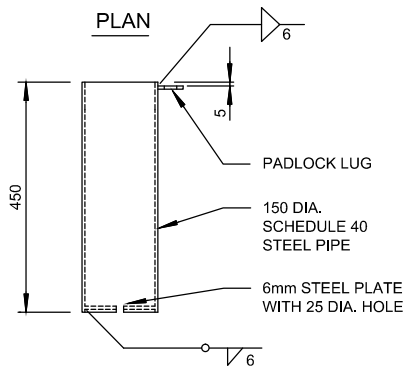 PLAN
6
5
PADLOCK LUG
450
150 DIA.
SCHEDULE 40
STEEL PIPE
6mm STEEL PLATE
WITH 25 DIA. HOLE
6